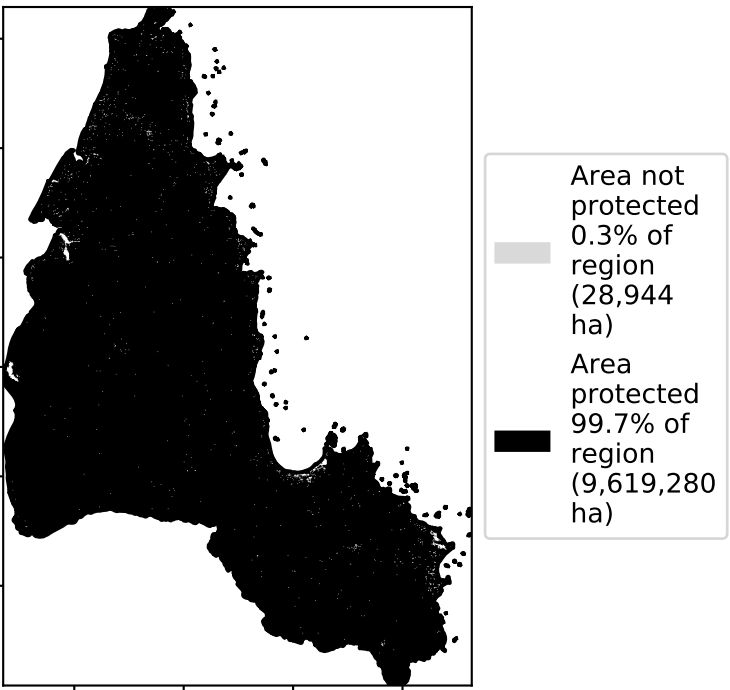 Area not
protected
0.3% of
region
(28,944
ha)
Area
protected
99.7% of
region
(9,619,280
ha)